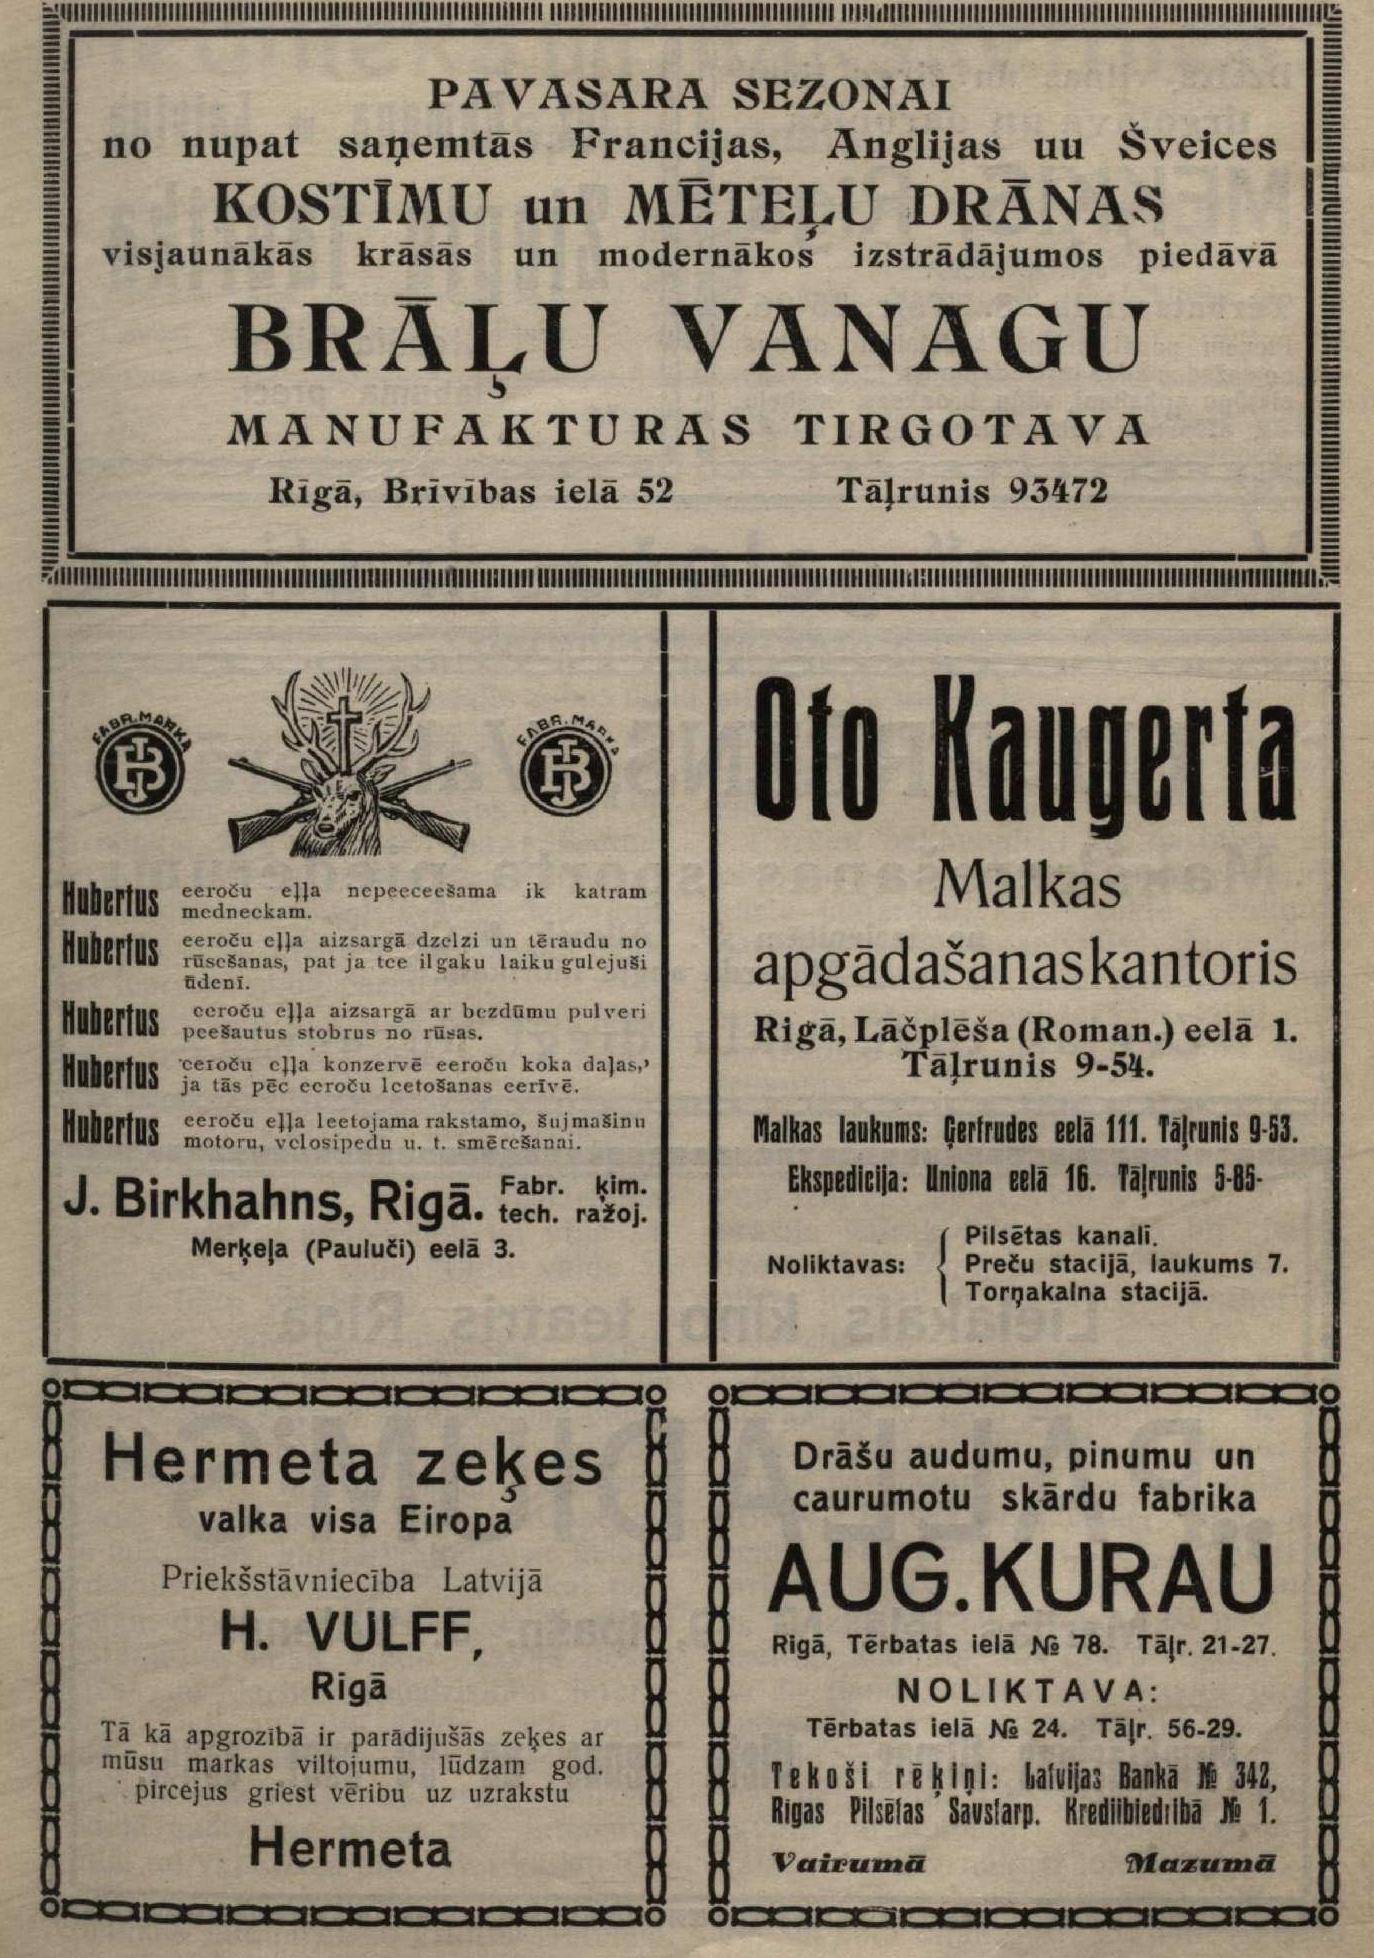 PAVASARA SEZONAI
no nupat saņemtās Francijas, Anglijas uu Šveices
KOSTĪMU un MĒTEĻU DRĀNAS
visjaunākās krāsās un modernākos izstrādājumos piedāvā
BRĀĻU VANAGU
MANUFAKTURAS TIRGOTAVA
Rīgā, Brīvības ielā 52 Tāļrunis 93472
FABR. MARKA
FABR. MARKA
Hubertus eeroču eļļa nepeeceešama ik katram
medneekam.
Hubertus eeroču eļļa aizsargā dzelzi un tēraudu no
rūsešanas, pat ja tee ilgaku laiku gulejuši
ūdenī.
Hubertus eeroču eļļa aizsargā ar bezdūmu pulveri
peešautus stobrus no rūsas.
Hubertus eeroču eļļa konzervē eeroču koka daļas,
ja tās pēc eeroču leetošanas eerīvē.
Hubertus eeroču eļļa leetojama rakstamo, šujmašinu
motoru, velosipedu u. t. smērešanai.
J. Birkhahns, Rigā. Fabr. ķim.
tech. ražoj.
Merķeļa (Pauluči) eelā 3.
Oto Kaugerta
Malkas
apgādašanas kantoris
Rigā, Lāčplēša (Roman.) eelā 1.
Tāļrunis 9-54.
Malkas laukums: Ģertrudes eelā 111. Tāļrunis 9-53.
Ekspedicija: Uniona eelā 16. Tāļrunis 5-85-
Noliktavas:
Pilsētas kanalī.
Preču stacijā, laukums 7.
Torņakalna stacijā.
Hermeta zeķes
valka visa Eiropa
Priekšstāvniecība Latvijā
H. VULFF,
Rigā
Tā kā apgrozībā ir parādijušās zeķes ar
mūsu markas viltojumu, lūdzam god.
pircejus griest vēribu uz uzrakstu
Hermeta
Drāšu audumu, pinumu un
caurumotu skārdu fabrika
AUG. KURAU
Rigā, Tērbatas ielā № 78. Tāļr. 21-27.
NOLIKTAVA:
Tērbatas ielā № 24. Tāļr. 56-29.
Tekoši rēķiņi: Latvijas Bankā № 342,
Rigas Pilsētas Savstarp. Kreditbiedrībā № 1.
Vairumā Mazumā